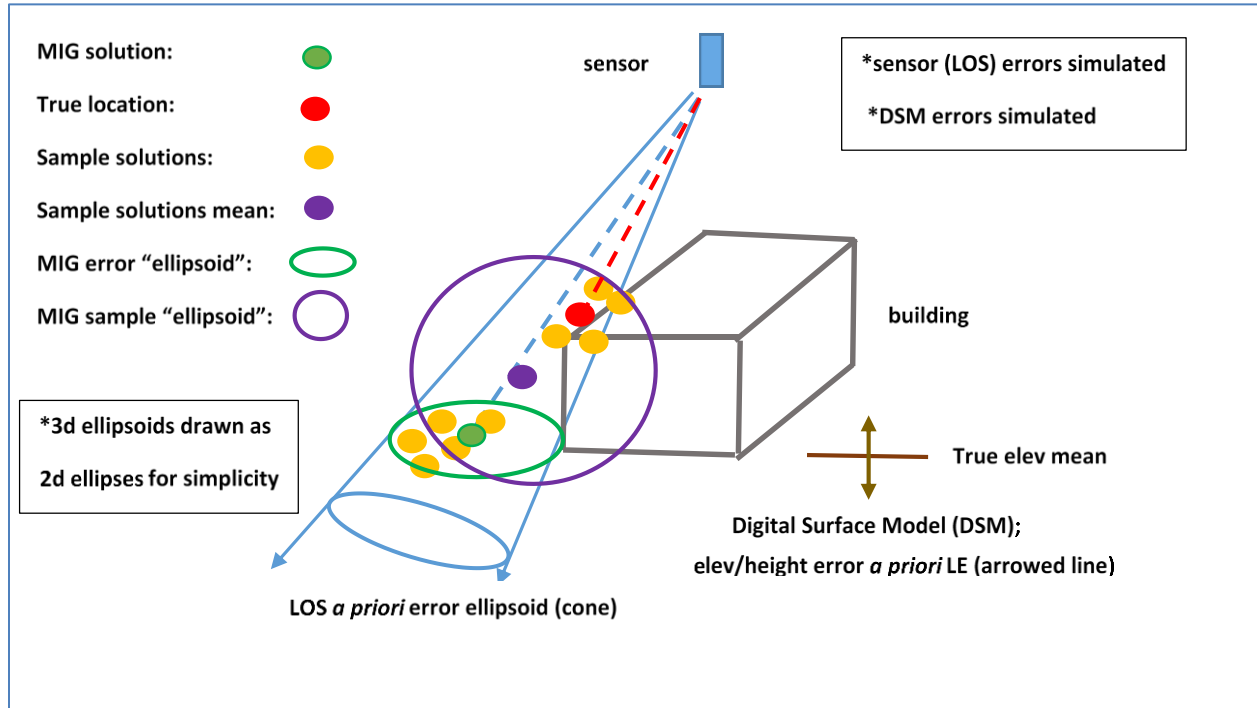 MIG solution:
True location:
Sample solutions:
Sample solutions mean:
MIG error “ellipsoid”:
MIG sample “ellipsoid”:
sensor
*sensor (LOS) errors simulated
*DSM errors simulated
building
*3d ellipsoids drawn as
2d ellipses for simplicity
True elev mean
Digital Surface Model (DSM);
elev/height error a priori LE (arrowed line)
LOS a priori error ellipsoid (cone)